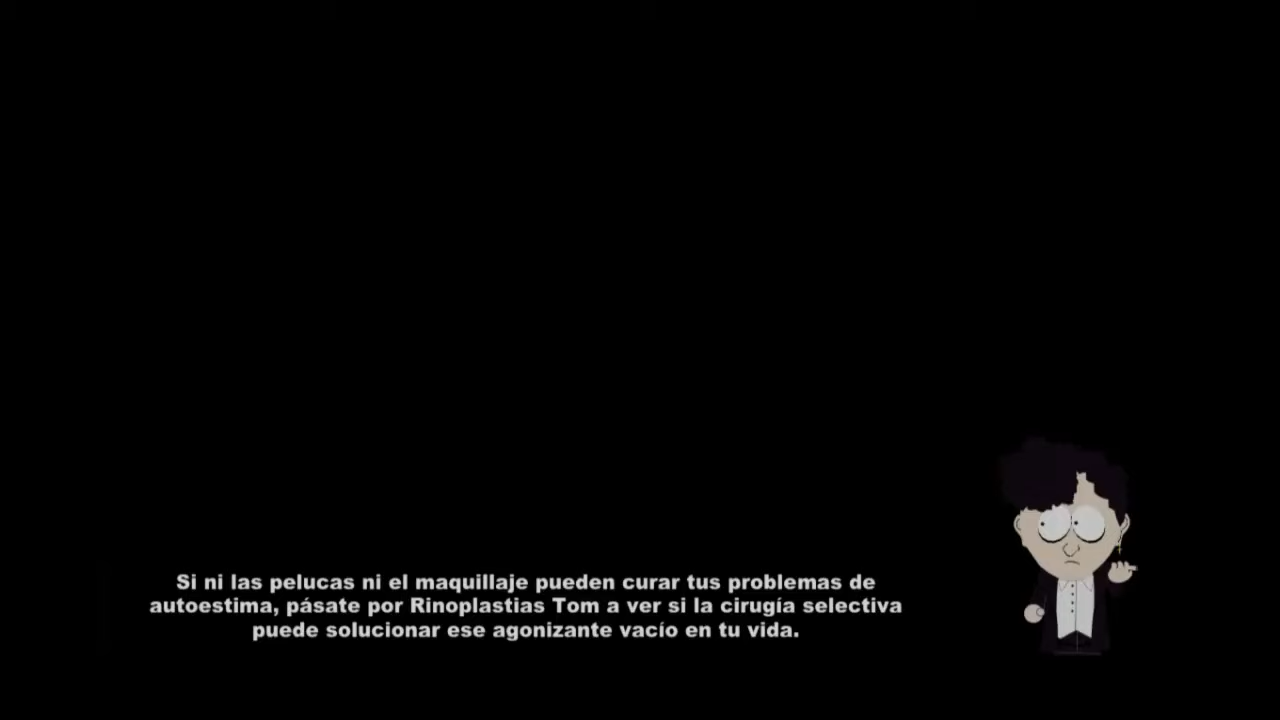 Si ni las pelucas ni el maquillaje pueden curar tus problemas de
autoestima, pásate por Rinoplastias Tom a ver si la cirugía selectiva
puede solucionar ese agonizante vacío en tu vida.